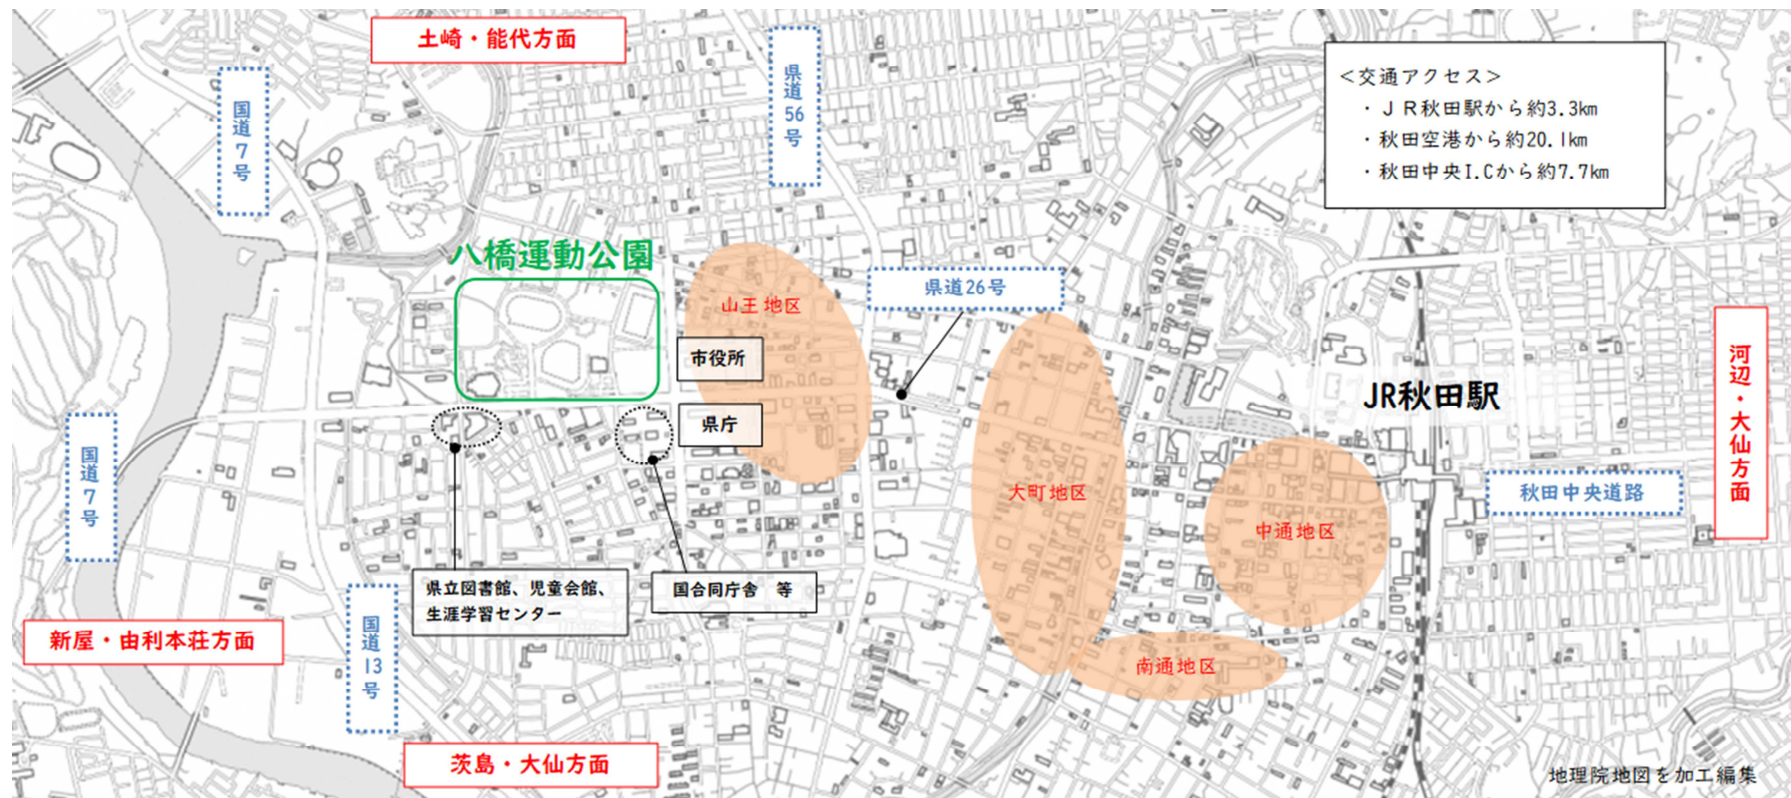 土崎・能代方面
国道7号
県道56号
＜交通アクセス＞
・ＪＲ秋田駅から約3.3km
・秋田空港から約20.1km
・秋田中央I.Cから約7.7km
八橋運動公園
山王地区
県道26号
市役所
県庁
JR秋田駅
河辺・大仙方面
国道7号
大町地区
秋田中央道路
中通地区
県立図書館、児童会館、
生涯学習センター
国合同庁舎　等
新屋・由利本荘方面
国道13号
南通地区
茨島・大仙方面
地理院地図を加工編集